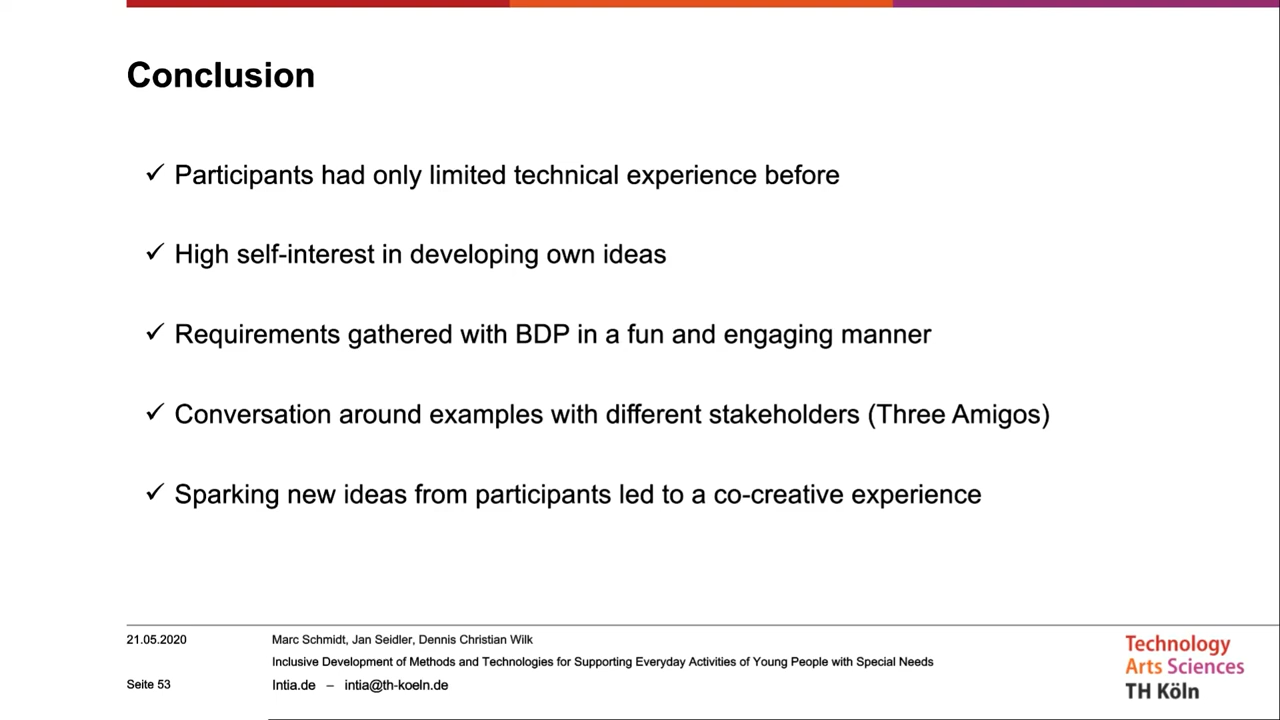 Conclusion
✓ Participants had only limited technical experience before
✓ High self-interest in developing own ideas
✓ Requirements gathered with BDP in a fun and engaging manner
✓ Conversation around examples with different stakeholders (Three Amigos)
✓ Sparking new ideas from participants led to a co-creative experience
21.05.2020
Marc Schmidt, Jan Seidler, Dennis Christian Wilk
Inclusive Development of Methods and Technologies for Supporting Everyday Activities of Young People with Special Needs
Seite 53
Intia.de – intia@th-koeln.de
Technology
Arts Sciences
TH Köln